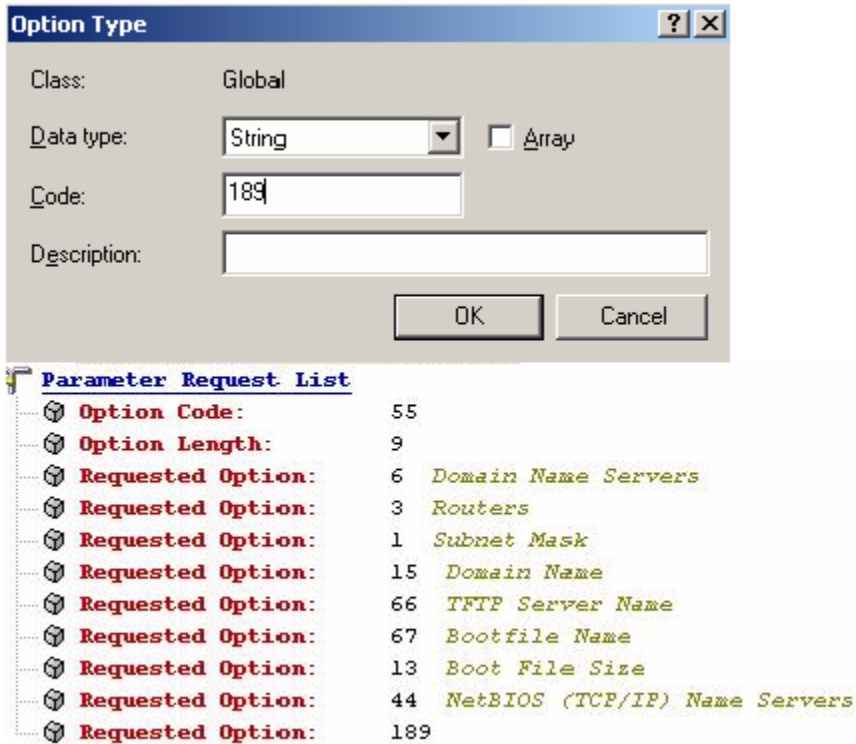 Option Type
Class: Global
Data type: String Array
Code: 189
Description:
OK Cancel
Parameter Request List
Option Code: 55
Option Length: 9
Requested Option: 6 Domain Name Servers
Requested Option: 3 Routers
Requested Option: 1 Subnet Mask
Requested Option: 15 Domain Name
Requested Option: 66 TFTP Server Name
Requested Option: 67 Bootfile Name
Requested Option: 13 Boot File Size
Requested Option: 44 NetBIOS (TCP/IP) Name Servers
Requested Option: 189